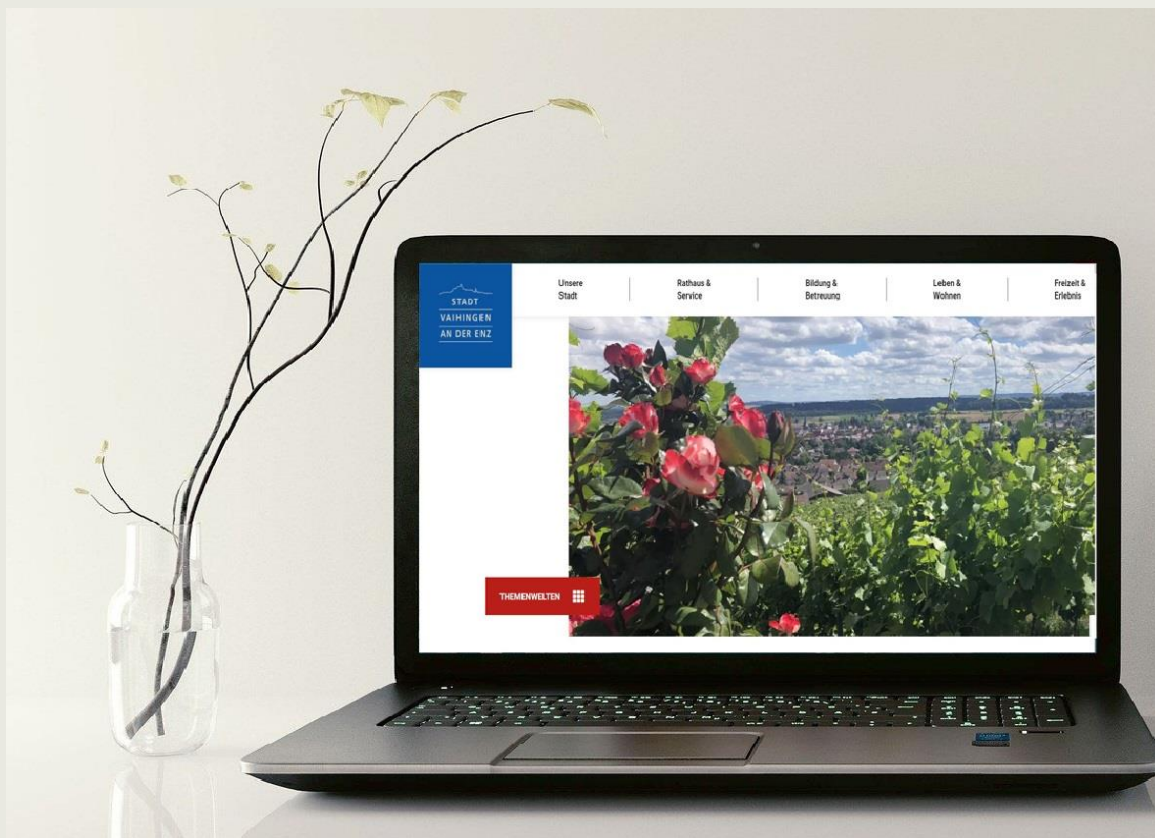 STADT
VAIHINGEN
AN DER ENZ
Unsere
Stadt
Rathaus &
Service
Bildung &
Betreuung
Leben &
Wohnen
Freizeit &
Erlebnis
THEMENWELTEN